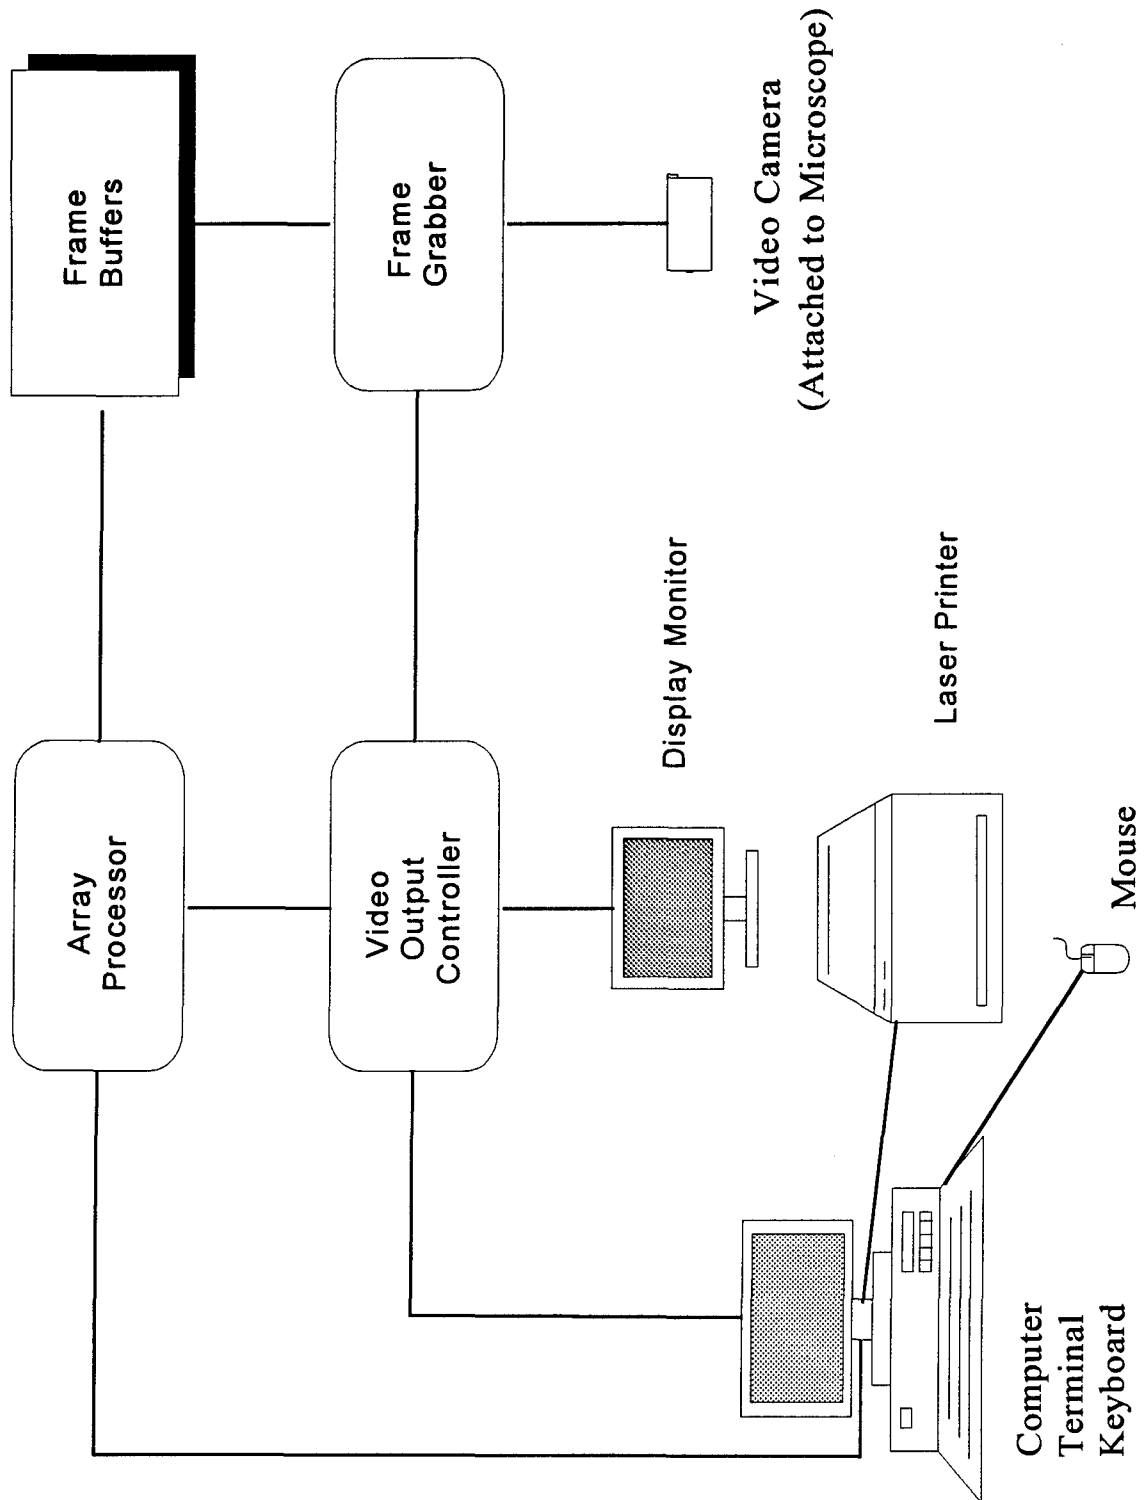 Array
Processor
Frame
Buffers
Video
Output
Controller
Frame
Grabber
Display Monitor
Video Camera
(Attached to Microscope)
Laser Printer
Computer
Terminal
Keyboard
Mouse